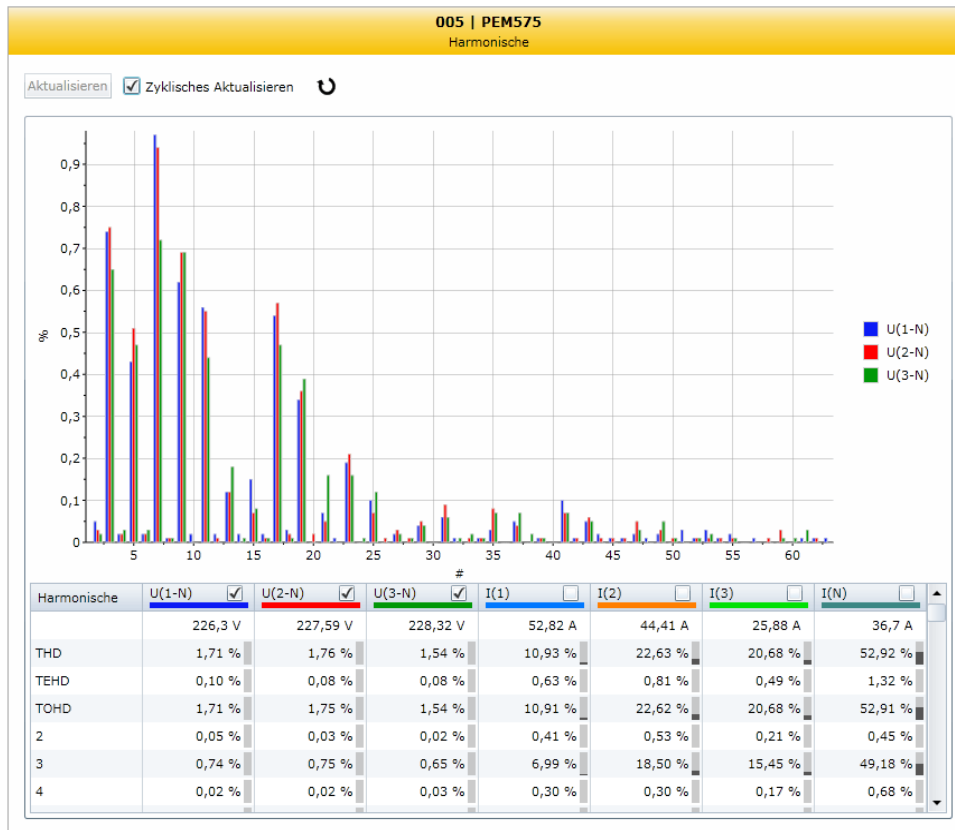 005 | PEM575
Harmonische
Aktualisieren Zyklisches Aktualisieren
0,9
0,8
0,7
0,6
%
0,5
0,4
0,3
0,2
0,1
0
U(1-N)
U(2-N)
U(3-N)
5 10 15 20 25 30 35 40 45 50 55 60
#
Harmonische U(1-N) U(2-N) U(3-N) I(1) I(2) I(3) I(N)
226,3 V 227,59 V 228,32 V 52,82 A 44,41 A 25,88 A 36,7 A
THD 1,71 % 1,76 % 1,54 % 10,93 % 22,63 % 20,68 % 52,92 %
TEHD 0,10 % 0,08 % 0,08 % 0,63 % 0,81 % 0,49 % 1,32 %
TOHD 1,71 % 1,75 % 1,54 % 10,91 % 22,62 % 20,68 % 52,91 %
2 0,05 % 0,03 % 0,02 % 0,41 % 0,53 % 0,21 % 0,45 %
3 0,74 % 0,75 % 0,65 % 6,99 % 18,50 % 15,45 % 49,18 %
4 0,02 % 0,02 % 0,03 % 0,30 % 0,30 % 0,17 % 0,68 %